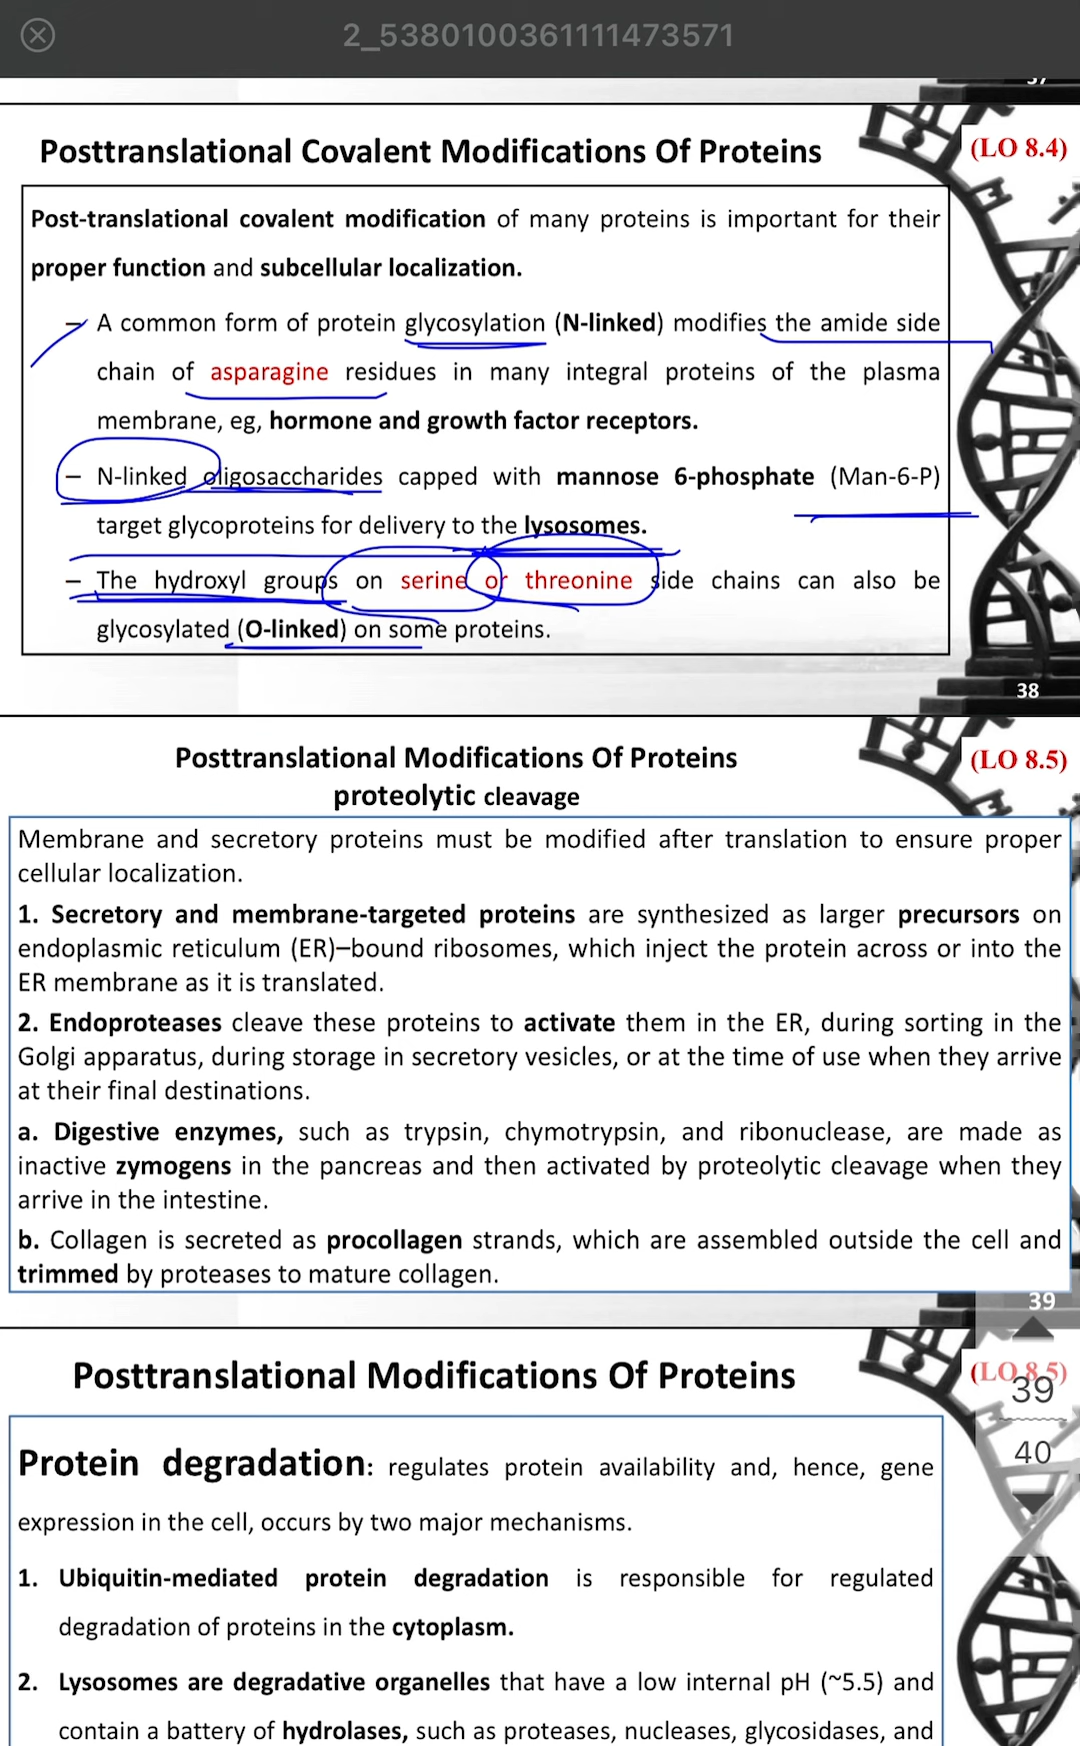 2_5380100361111473571
37
Posttranslational Covalent Modifications Of Proteins
(LO 8.4)
Post-translational covalent modification of many proteins is important for their
proper function and subcellular localization.
– A common form of protein glycosylation (N-linked) modifies the amide side
chain of asparagine residues in many integral proteins of the plasma
membrane, eg, hormone and growth factor receptors.
– N-linked oligosaccharides capped with mannose 6-phosphate (Man-6-P)
target glycoproteins for delivery to the lysosomes.
– The hydroxyl groups on serine or threonine side chains can also be
glycosylated (O-linked) on some proteins.
38
Posttranslational Modifications Of Proteins
(LO 8.5)
proteolytic cleavage
Membrane and secretory proteins must be modified after translation to ensure proper
cellular localization.
1. Secretory and membrane-targeted proteins are synthesized as larger precursors on
endoplasmic reticulum (ER)–bound ribosomes, which inject the protein across or into the
ER membrane as it is translated.
2. Endoproteases cleave these proteins to activate them in the ER, during sorting in the
Golgi apparatus, during storage in secretory vesicles, or at the time of use when they arrive
at their final destinations.
a. Digestive enzymes, such as trypsin, chymotrypsin, and ribonuclease, are made as
inactive zymogens in the pancreas and then activated by proteolytic cleavage when they
arrive in the intestine.
b. Collagen is secreted as procollagen strands, which are assembled outside the cell and
trimmed by proteases to mature collagen.
39
Posttranslational Modifications Of Proteins
(LO 8.5)
39
40
Protein degradation: regulates protein availability and, hence, gene
expression in the cell, occurs by two major mechanisms.
1. Ubiquitin-mediated protein degradation is responsible for regulated
degradation of proteins in the cytoplasm.
2. Lysosomes are degradative organelles that have a low internal pH (~5.5) and
contain a battery of hydrolases, such as proteases, nucleases, glycosidases, and